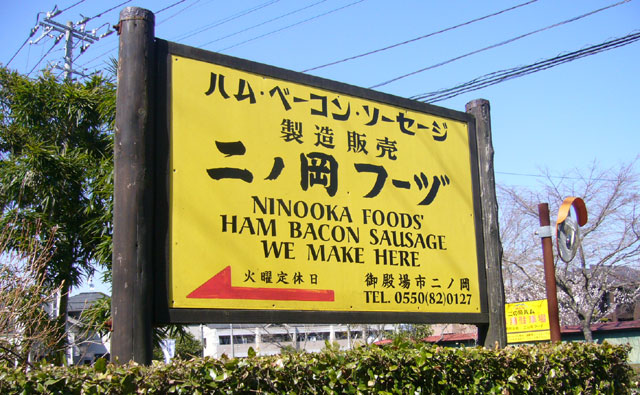 ハム・ベーコン・ソーセージ
製造販売
二ノ岡フーヅ
NINOOKA FOODS'
HAM BACON SAUSAGE
WE MAKE HERE
火曜定休日
御殿場市二ノ岡
TEL. 0550(82)0127